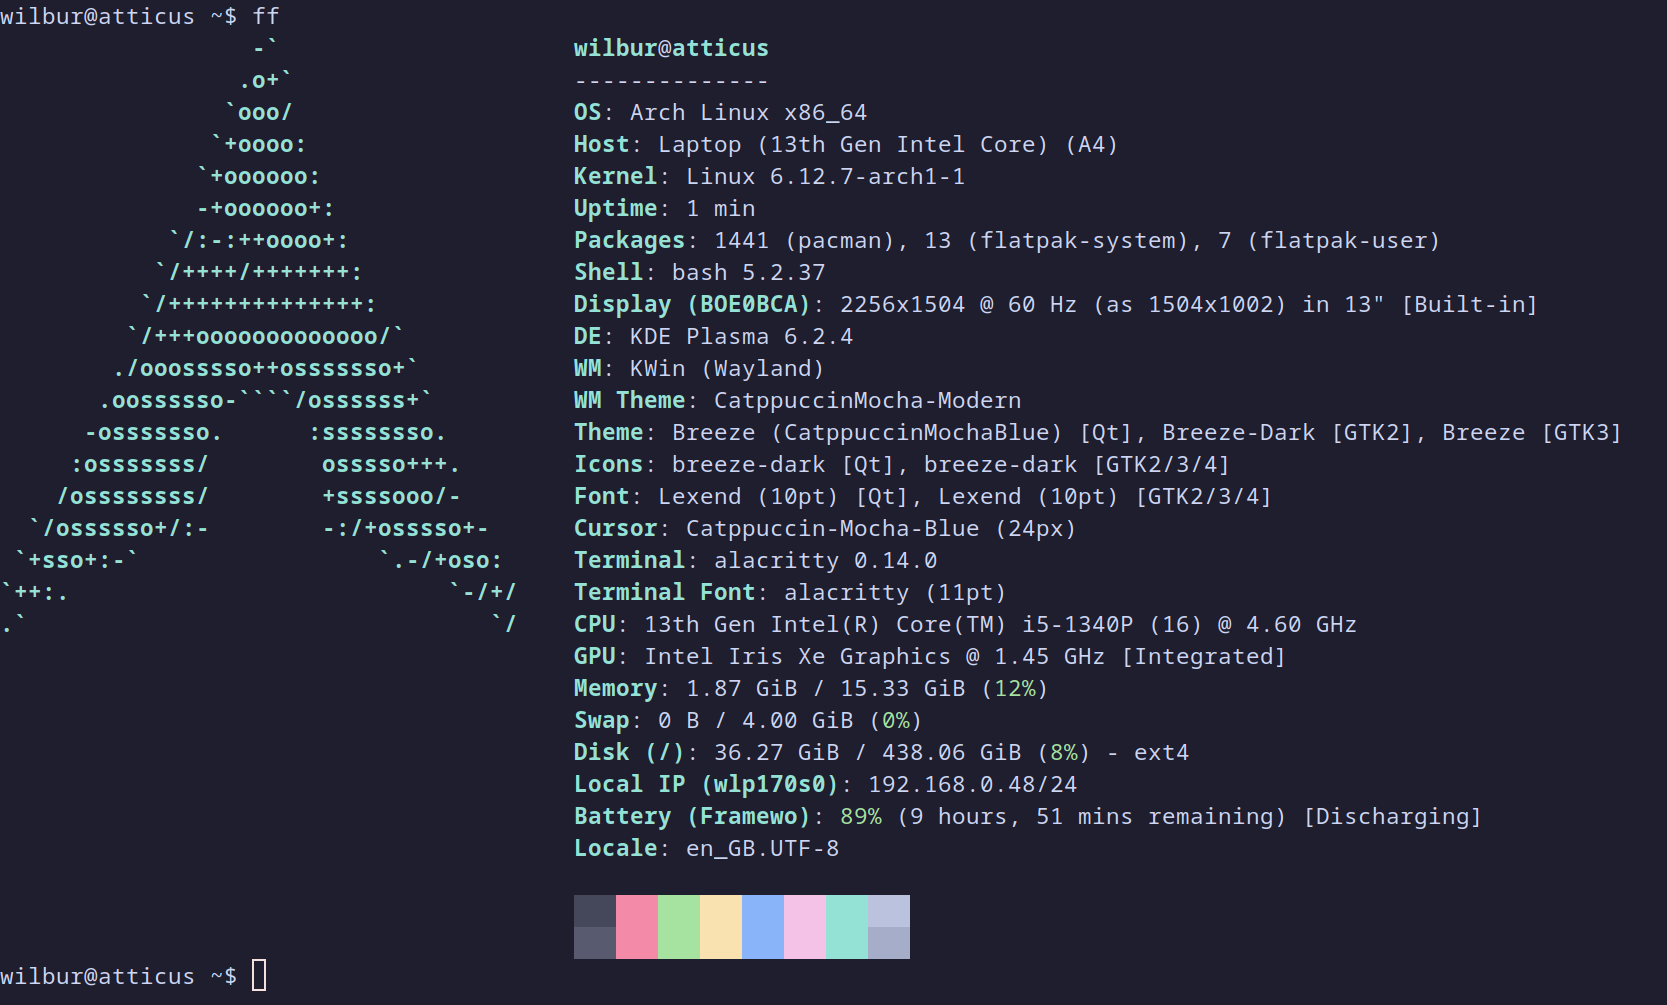 wilbur@atticus ~$ ff
                  -`                     wilbur@atticus
                 .o+`                    --------------
                `ooo/                    OS: Arch Linux x86_64
               `+oooo:                   Host: Laptop (13th Gen Intel Core) (A4)
              `+oooooo:                  Kernel: Linux 6.12.7-arch1-1
              -+oooooo+:                 Uptime: 1 min
            `/:-:++oooo+:                Packages: 1441 (pacman), 13 (flatpak-system), 7 (flatpak-user)
           `/++++/+++++++:               Shell: bash 5.2.37
          `/++++++++++++++:              Display (BOE0BCA): 2256x1504 @ 60 Hz (as 1504x1002) in 13" [Built-in]
         `/+++ooooooooooooo/`            DE: KDE Plasma 6.2.4
        ./ooosssso++osssssso+`           WM: KWin (Wayland)
       .oossssso-````/ossssss+`          WM Theme: CatppuccinMocha-Modern
      -osssssso.      :ssssssso.         Theme: Breeze (CatppuccinMochaBlue) [Qt], Breeze-Dark [GTK2], Breeze [GTK3]
     :osssssss/        osssso+++.        Icons: breeze-dark [Qt], breeze-dark [GTK2/3/4]
    /ossssssss/        +ssssooo/-        Font: Lexend (10pt) [Qt], Lexend (10pt) [GTK2/3/4]
  `/ossssso+/:-        -:/+osssso+-      Cursor: Catppuccin-Mocha-Blue (24px)
 `+sso+:-`                 `.-/+oso:     Terminal: alacritty 0.14.0
`++:.                           `-/+/    Terminal Font: alacritty (11pt)
.`                                 `/    CPU: 13th Gen Intel(R) Core(TM) i5-1340P (16) @ 4.60 GHz
                                         GPU: Intel Iris Xe Graphics @ 1.45 GHz [Integrated]
                                         Memory: 1.87 GiB / 15.33 GiB (12%)
                                         Swap: 0 B / 4.00 GiB (0%)
                                         Disk (/): 36.27 GiB / 438.06 GiB (8%) - ext4
                                         Local IP (wlp170s0): 192.168.0.48/24
                                         Battery (Framewo): 89% (9 hours, 51 mins remaining) [Discharging]
                                         Locale: en_GB.UTF-8
wilbur@atticus ~$